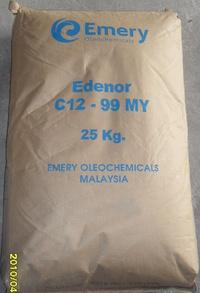 Emery
Oleochemicals
Edenor
C12 - 99 MY
25 Kg.
EMERY OLEOCHEMICALS
MALAYSIA
2010/04